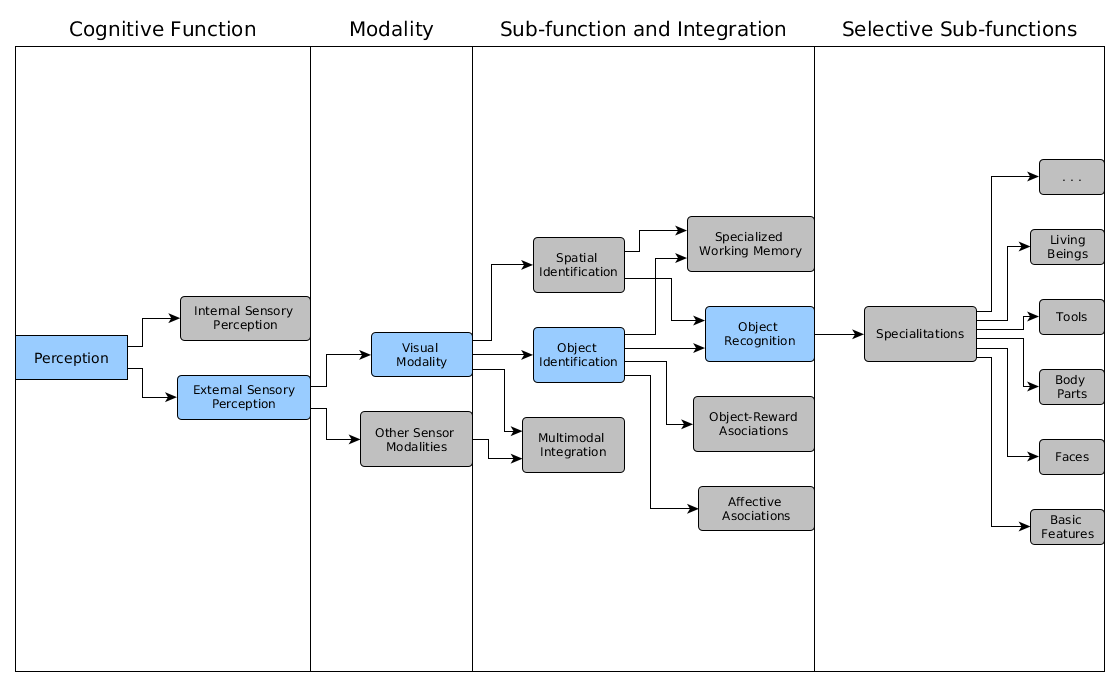 Cognitive Function
Modality
Sub-function and Integration
Selective Sub-functions
Perception
Internal Sensory
Perception
External Sensory
Perception
Visual
Modality
Other Sensor
Modalities
Spatial
Identification
Object
Identification
Multimodal
Integration
Specialized
Working Memory
Object
Recognition
Object-Reward
Asociations
Affective
Asociations
Specialitations
. . .
Living
Beings
Tools
Body
Parts
Faces
Basic
Features